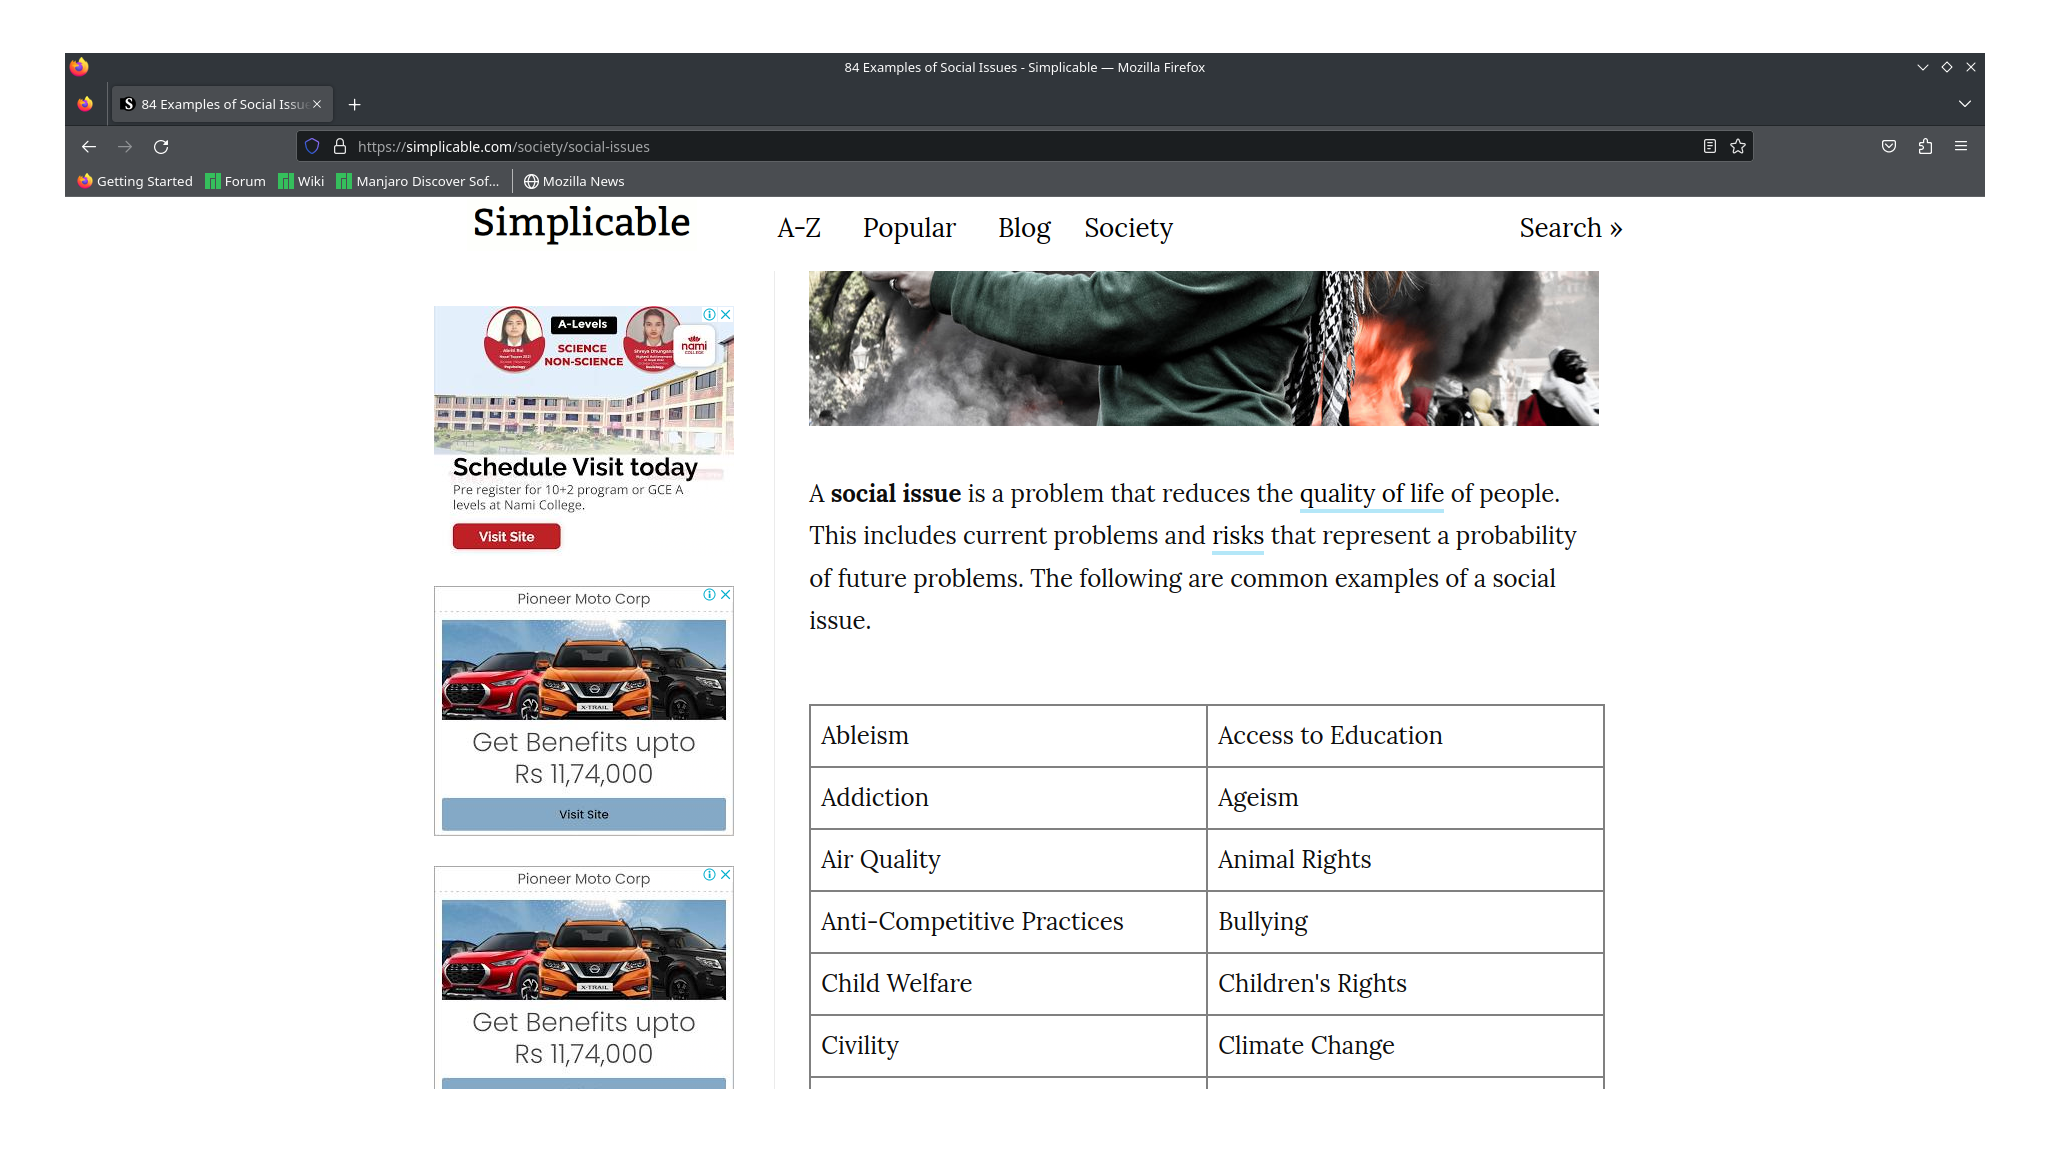 84 Examples of Social Issues - Simplicable — Mozilla Firefox
84 Examples of Social Issu
https://simplicable.com/society/social-issues
Getting Started Forum Wiki Manjaro Discover Sof... Mozilla News
Simplicable A-Z Popular Blog Society Search »
A-Levels
SCIENCE
NON-SCIENCE
nami
COLLEGE
Schedule Visit today
Pre register for 10+2 program or GCE A
levels at Nami College.
Visit Site
Pioneer Moto Corp
X-TRAIL
Get Benefits upto
Rs 11,74,000
Visit Site
Pioneer Moto Corp
X-TRAIL
Get Benefits upto
Rs 11,74,000
A social issue is a problem that reduces the quality of life of people.
This includes current problems and risks that represent a probability
of future problems. The following are common examples of a social
issue.
Ableism Access to Education
Addiction Ageism
Air Quality Animal Rights
Anti-Competitive Practices Bullying
Child Welfare Children's Rights
Civility Climate Change